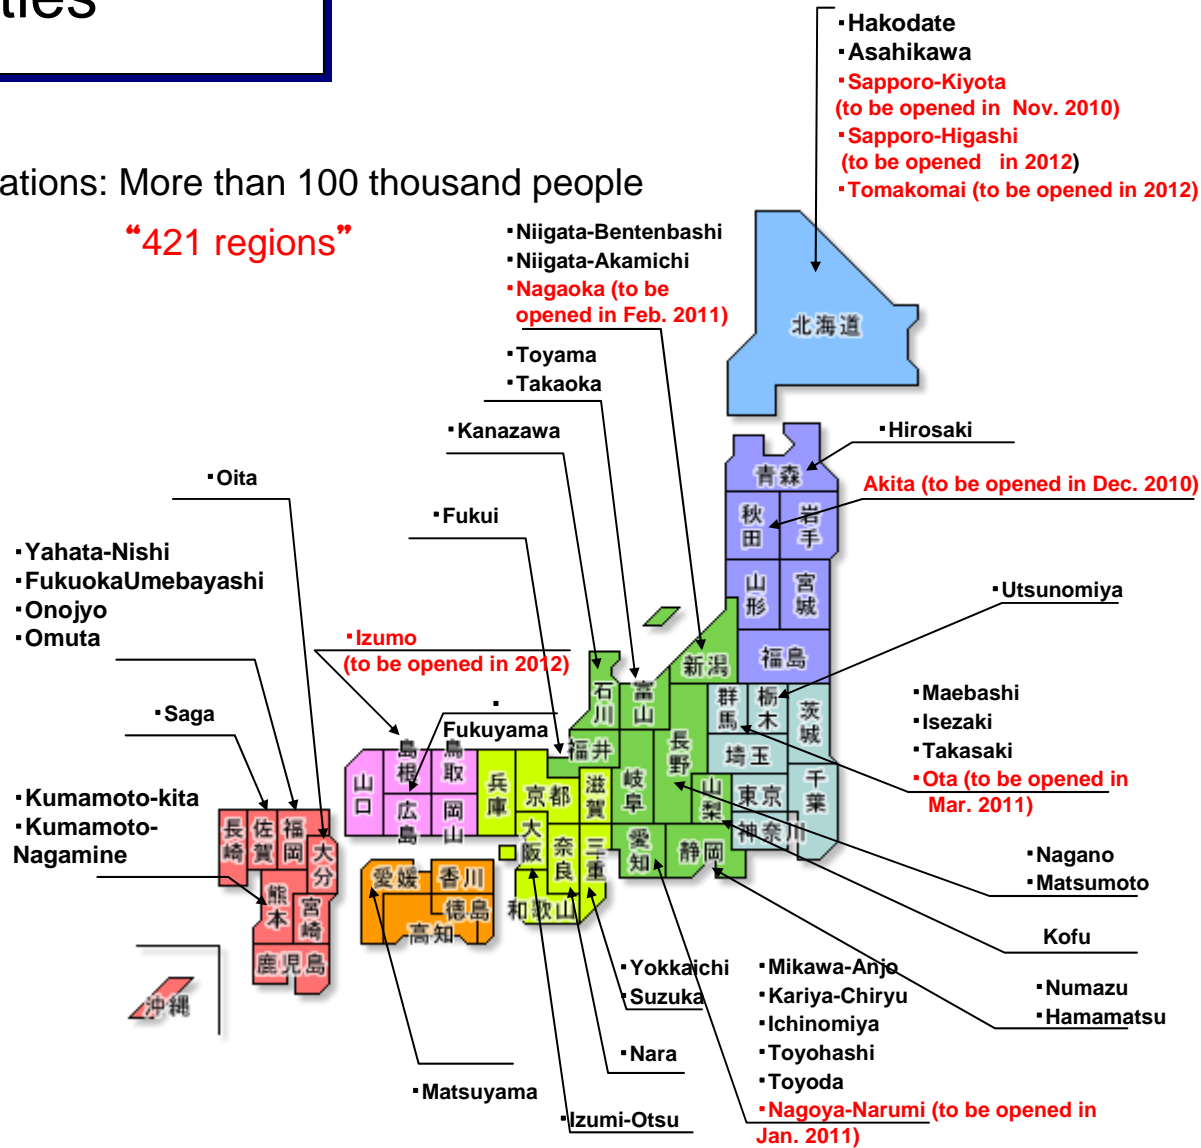 ties
ations: More than 100 thousand people
“421 regions”
・Hakodate
・Asahikawa
・Sapporo-Kiyota
(to be opened in Nov. 2010)
・Sapporo-Higashi
(to be opened in 2012)
・Tomakomai (to be opened in 2012)
・Niigata-Bentenbashi
・Niigata-Akamichi
・Nagaoka (to be
opened in Feb. 2011)
・Toyama
・Takaoka
・Kanazawa
・Hirosaki
・Oita
Akita (to be opened in Dec. 2010)
・Fukui
・Yahata-Nishi
・FukuokaUmebayashi
・Onojyo
・Omuta
・Utsunomiya
・Izumo
(to be opened in 2012)
・
Fukuyama
・Maebashi
・Isezaki
・Takasaki
・Ota (to be opened in
Mar. 2011)
・Saga
・Kumamoto-kita
・Kumamoto-
Nagamine
・Nagano
・Matsumoto
Kofu
・Numazu
・Hamamatsu
・Yokkaichi
・Suzuka
・Mikawa-Anjo
・Kariya-Chiryu
・Ichinomiya
・Toyohashi
・Toyoda
・Nagoya-Narumi (to be opened in
Jan. 2011)
・Nara
・Matsuyama
・Izumi-Otsu
北海道
青森
秋田
岩手
山形
宮城
福島
新潟
石川
富山
群馬
栃木
茨城
福井
長野
埼玉
岐阜
山梨
東京
千葉
神奈川
愛知
静岡
滋賀
京都
兵庫
大阪
奈良
三重
和歌山
鳥取
島根
岡山
広島
山口
愛媛
香川
徳島
高知
福岡
佐賀
長崎
大分
熊本
宮崎
鹿児島
沖縄